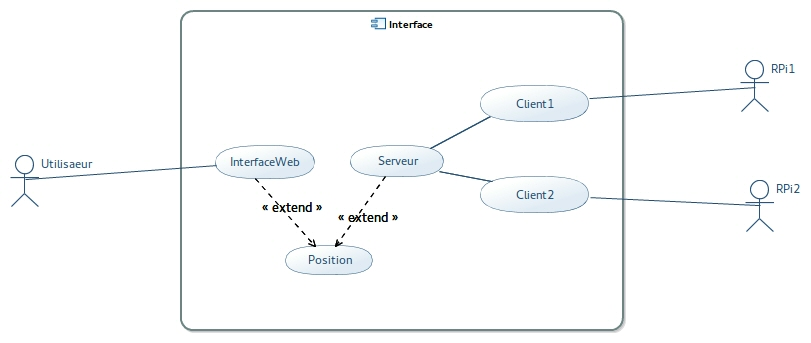 Interface
RPi1
Client1
Utilisaeur
InterfaceWeb
Serveur
Client2
RPi2
« extend »
« extend »
Position